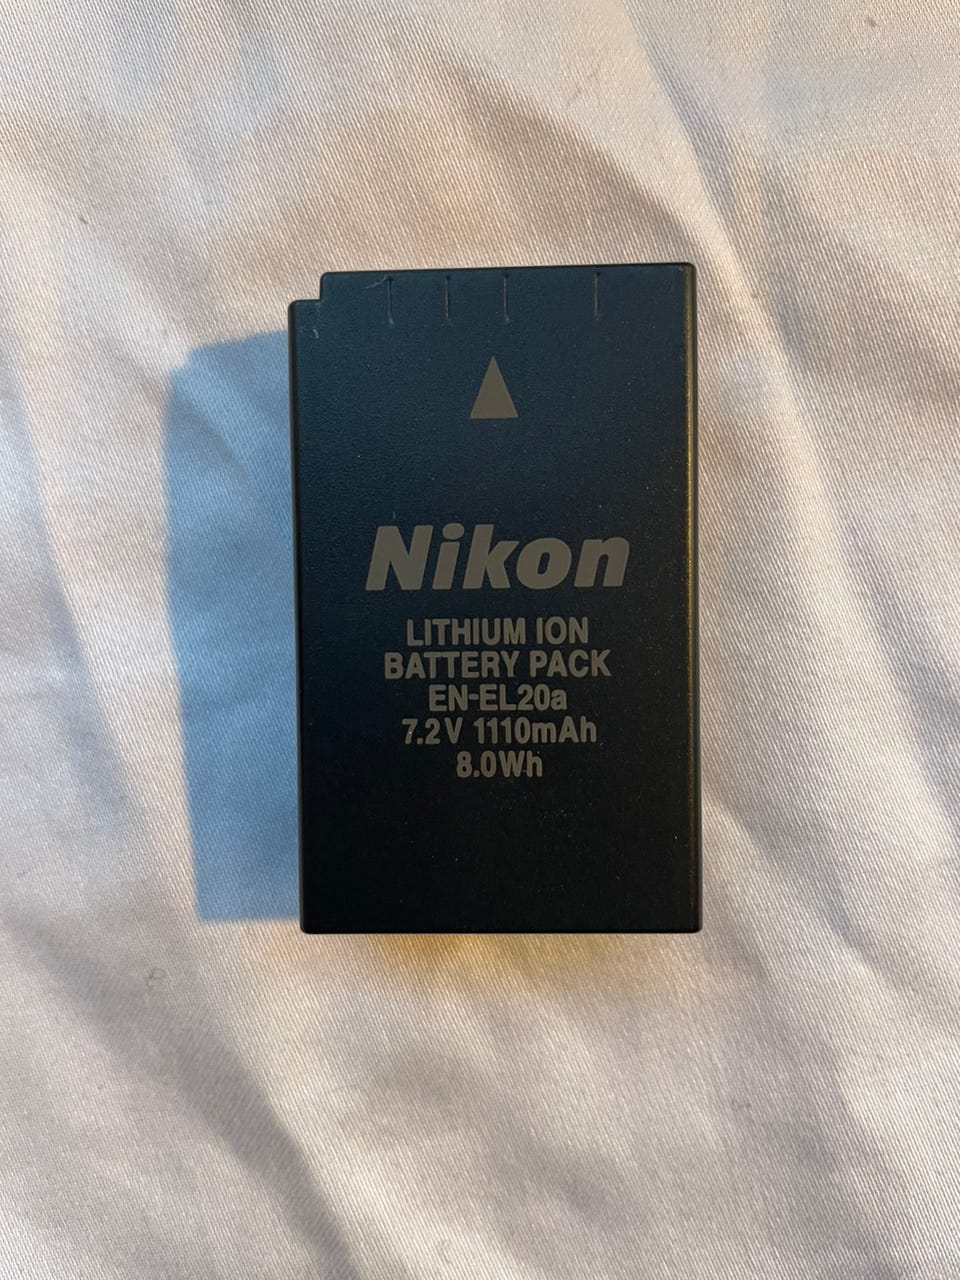 Nikon
LITHIUM ION
BATTERY PACK
EN-EL20a
7.2V 1110mAh
8.0Wh